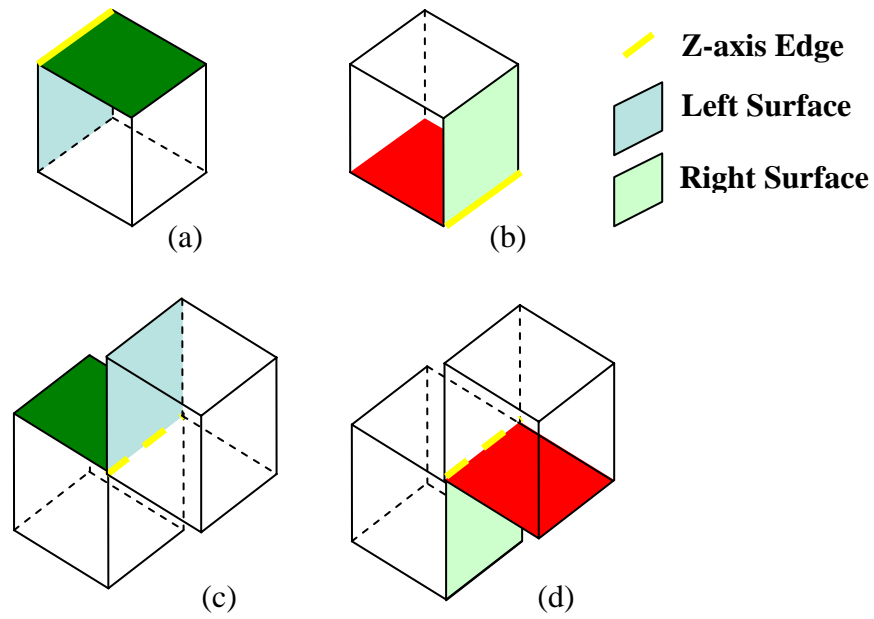 Z-axis Edge
Left Surface
Right Surface
(a)
(b)
(c)
(d)